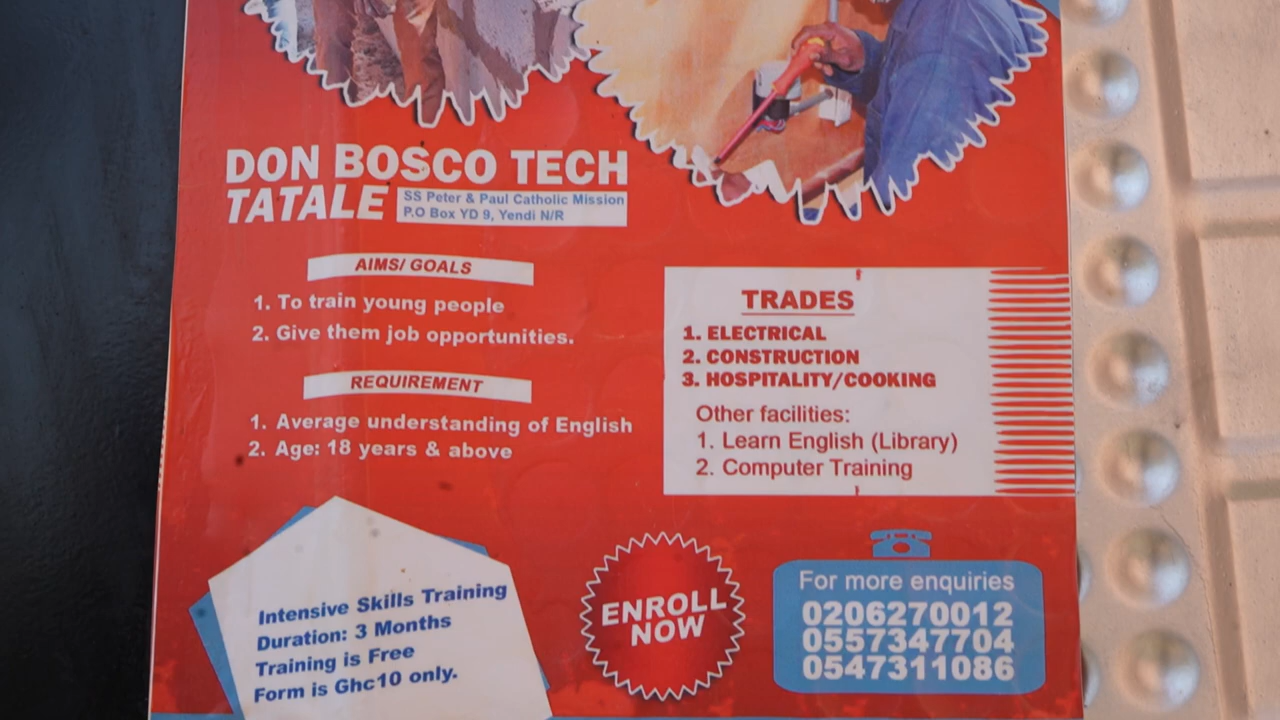 DON BOSCO TECH
TATALE
SS Peter & Paul Catholic Mission
P.O Box YD 9, Yendi N/R
AIMS/ GOALS
1. To train young people
2. Give them job opportunities.
REQUIREMENT
1. Average understanding of English
2. Age: 18 years & above
TRADES
1. ELECTRICAL
2. CONSTRUCTION
3. HOSPITALITY/COOKING
Other facilities:
1. Learn English (Library)
2. Computer Training
Intensive Skills Training
Duration: 3 Months
Training is Free
Form is Ghc10 only.
ENROLL
NOW
For more enquiries
0206270012
0557347704
0547311086